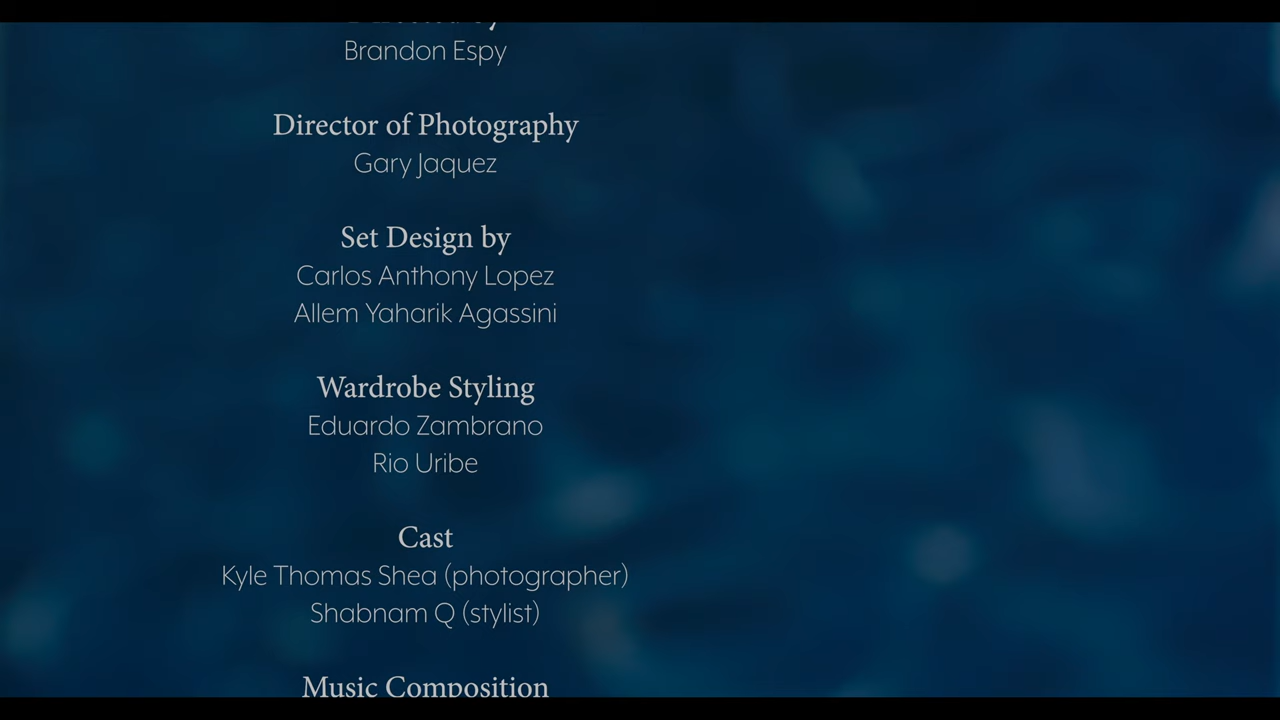 Brandon Espy
Director of Photography
Gary Jaquez
Set Design by
Carlos Anthony Lopez
Allem Yaharik Agassini
Wardrobe Styling
Eduardo Zambrano
Rio Uribe
Cast
Kyle Thomas Shea (photographer)
Shabnam Q (stylist)
Music Composition